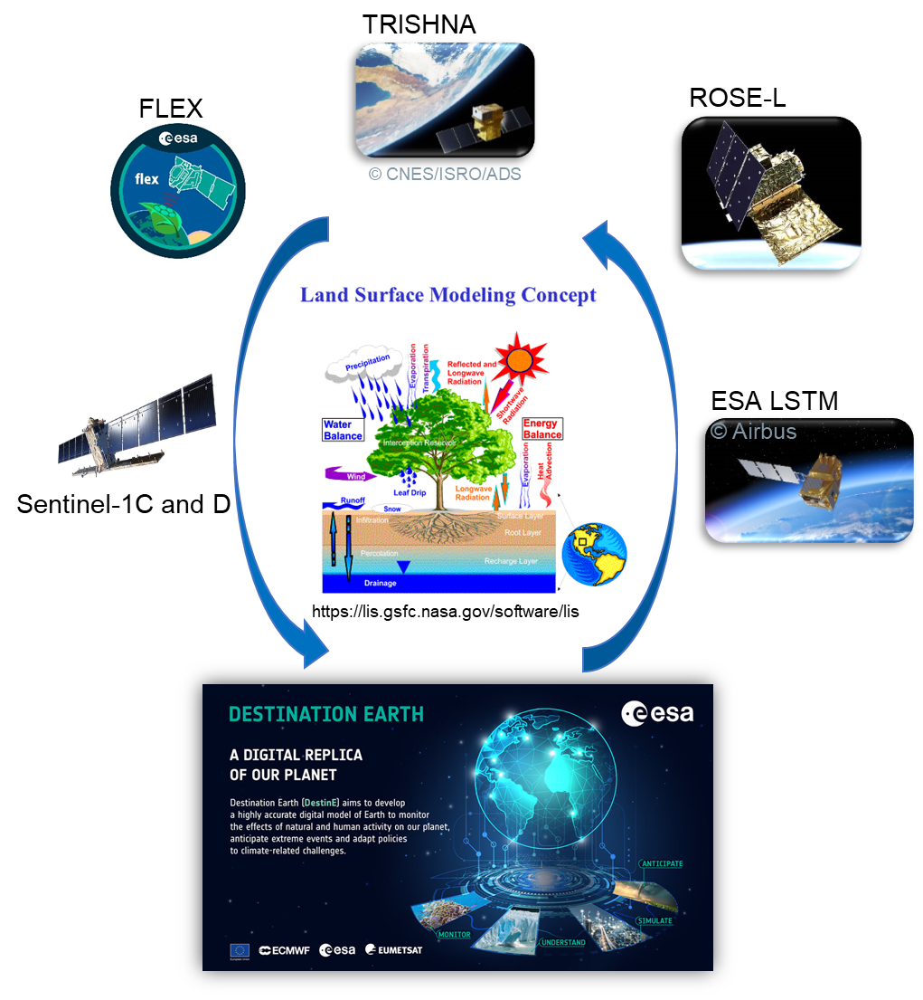 TRISHNA
© CNES/ISRO/ADS
FLEX
esa
flex
ROSE-L
Land Surface Modeling Concept
Precipitation
Evaporation
Transpiration
Reflected and
Longwave
Radiation
Shortwave
Radiation
Water
Balance
Energy
Balance
Interception Reservoir
Wind
Leaf Drip
Longwave
Radiation
Evaporation
Heat
Advection
Runoff
Snow
Surface Layer
Infiltration
Root Layer
Percolation
Recharge Layer
Drainage
https://lis.gsfc.nasa.gov/software/lis
Sentinel-1C and D
ESA LSTM
© Airbus
DESTINATION EARTH
esa
A DIGITAL REPLICA
OF OUR PLANET
Destination Earth (DestinE) aims to develop
a highly accurate digital model of Earth to monitor
the effects of natural and human activity on our planet,
anticipate extreme events and adapt policies
to climate-related challenges.
ANTICIPATE
SIMULATE
MONITOR
UNDERSTAND
ECMWF
esa
EUMETSAT